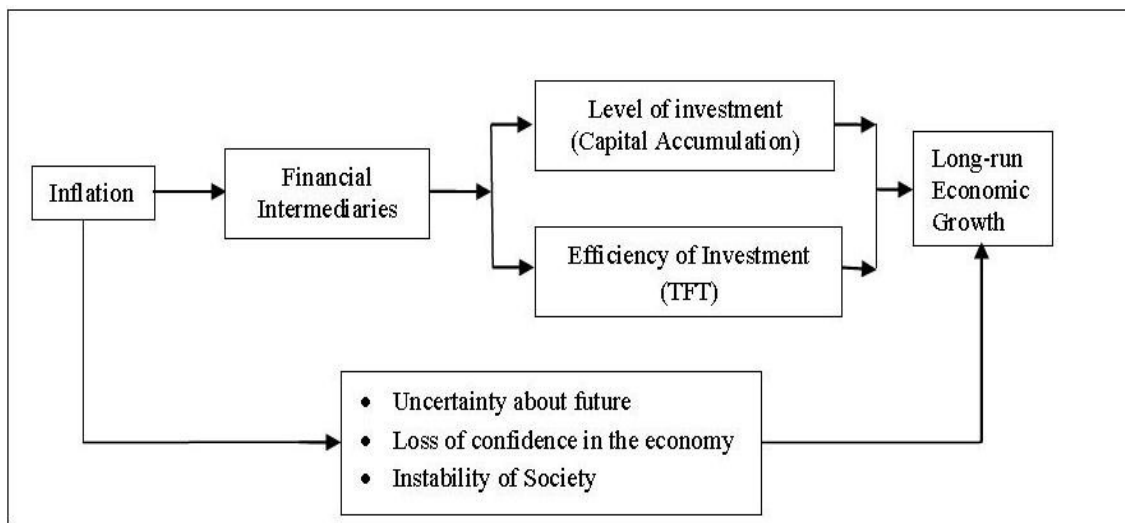 Inflation
Financial
Intermediaries
Level of investment
(Capital Accumulation)
Efficiency of Investment
(TFT)
Long-run
Economic
Growth
• Uncertainty about future
• Loss of confidence in the economy
• Instability of Society